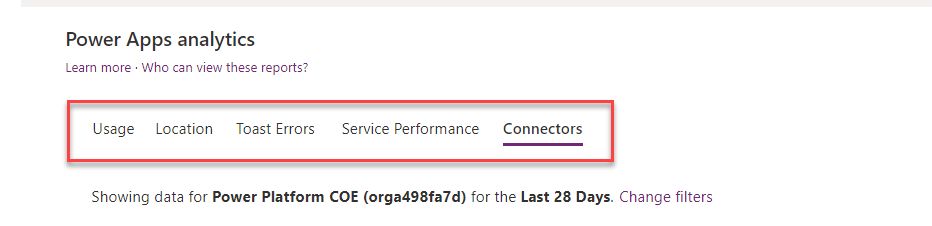 Power Apps analytics
Learn more · Who can view these reports?
Usage Location Toast Errors Service Performance Connectors
Showing data for Power Platform COE (orga498fa7d) for the Last 28 Days. Change filters